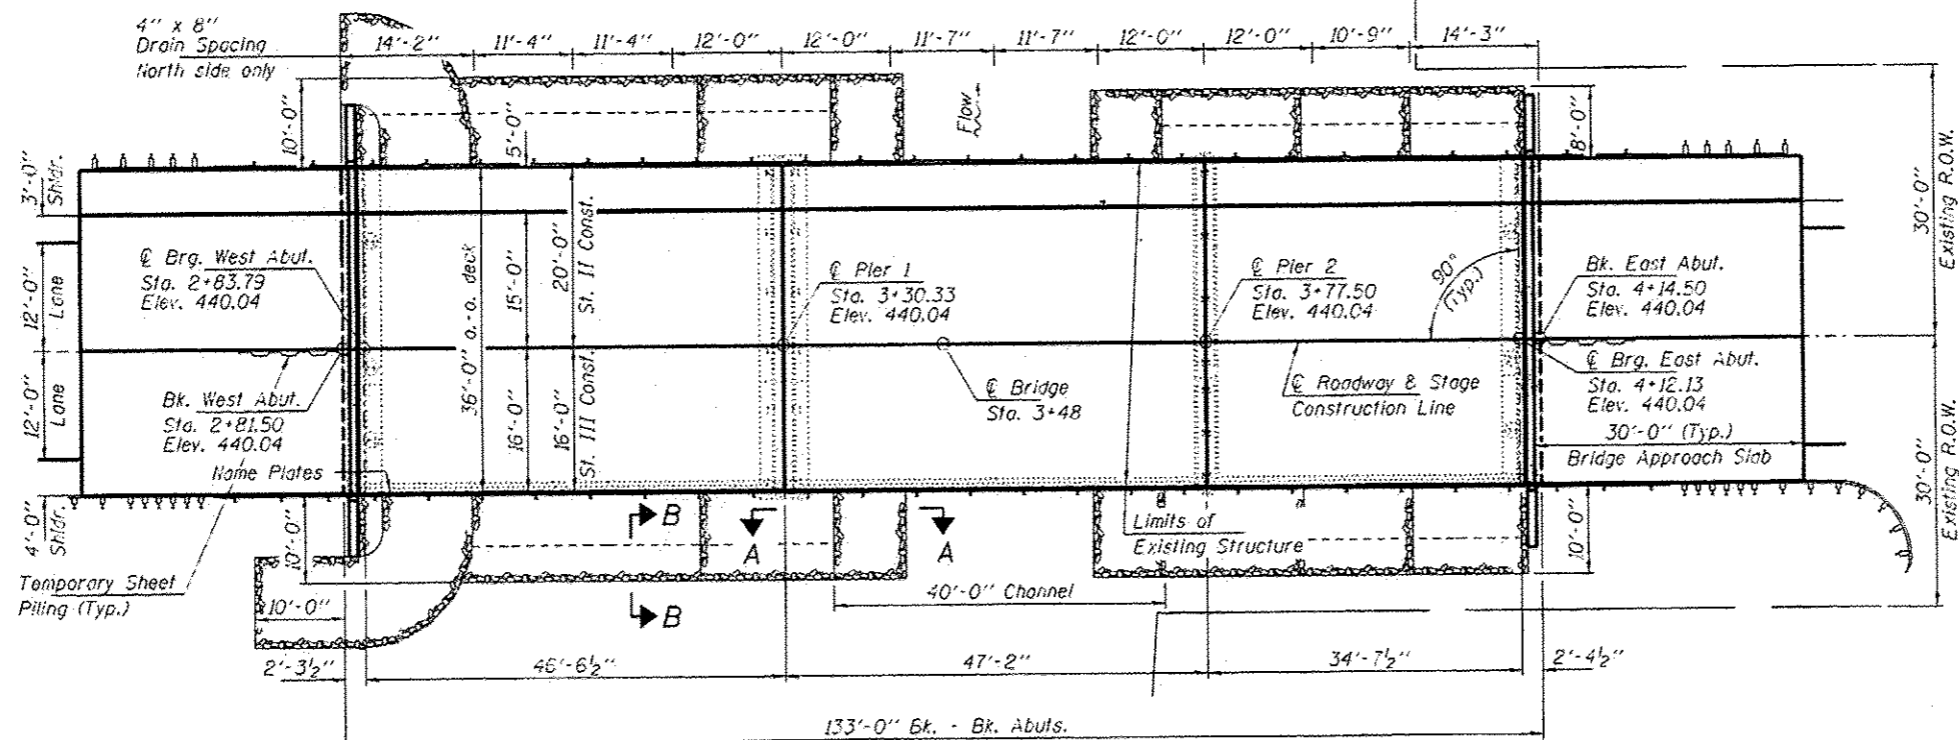 4" x 8"
Drain Spacing
North side only
14'-2" 11'-4" 11'-4" 12'-0" 12'-0" 11'-7" 11'-7" 12'-0" 12'-0" 10'-9" 14'-3"
10'-0"
5'-0"
Flow
8'-0"
3'-0"
Shldr.
12'-0"
Lane
12'-0"
Lane
4'-0"
Shldr.
℄ Brg. West Abut.
Sta. 2+83.79
Elev. 440.04
Bk. West Abut.
Sta. 2+81.50
Elev. 440.04
Name Plates
36'-0" o.-o. deck
15'-0"
16'-0"
20'-0"
St. II Const.
16'-0"
St. III Const.
℄ Pier 1
Sta. 3+30.33
Elev. 440.04
℄ Bridge
Sta. 3+48
℄ Pier 2
Sta. 3+77.50
Elev. 440.04
90°
(Typ.)
℄ Roadway & Stage
Construction Line
Bk. East Abut.
Sta. 4+14.50
Elev. 440.04
℄ Brg. East Abut.
Sta. 4+12.13
Elev. 440.04
30'-0" (Typ.)
Bridge Approach Slab
30'-0"
Existing R.O.W.
30'-0"
Existing R.O.W.
Temporary Sheet
Piling (Typ.)
10'-0"
10'-0"
B
B
A
A
Limits of
Existing Structure
40'-0" Channel
10'-0"
2'-3½" 46'-6½" 47'-2" 34'-7½" 2'-4½"
133'-0" Bk. - Bk. Abuts.